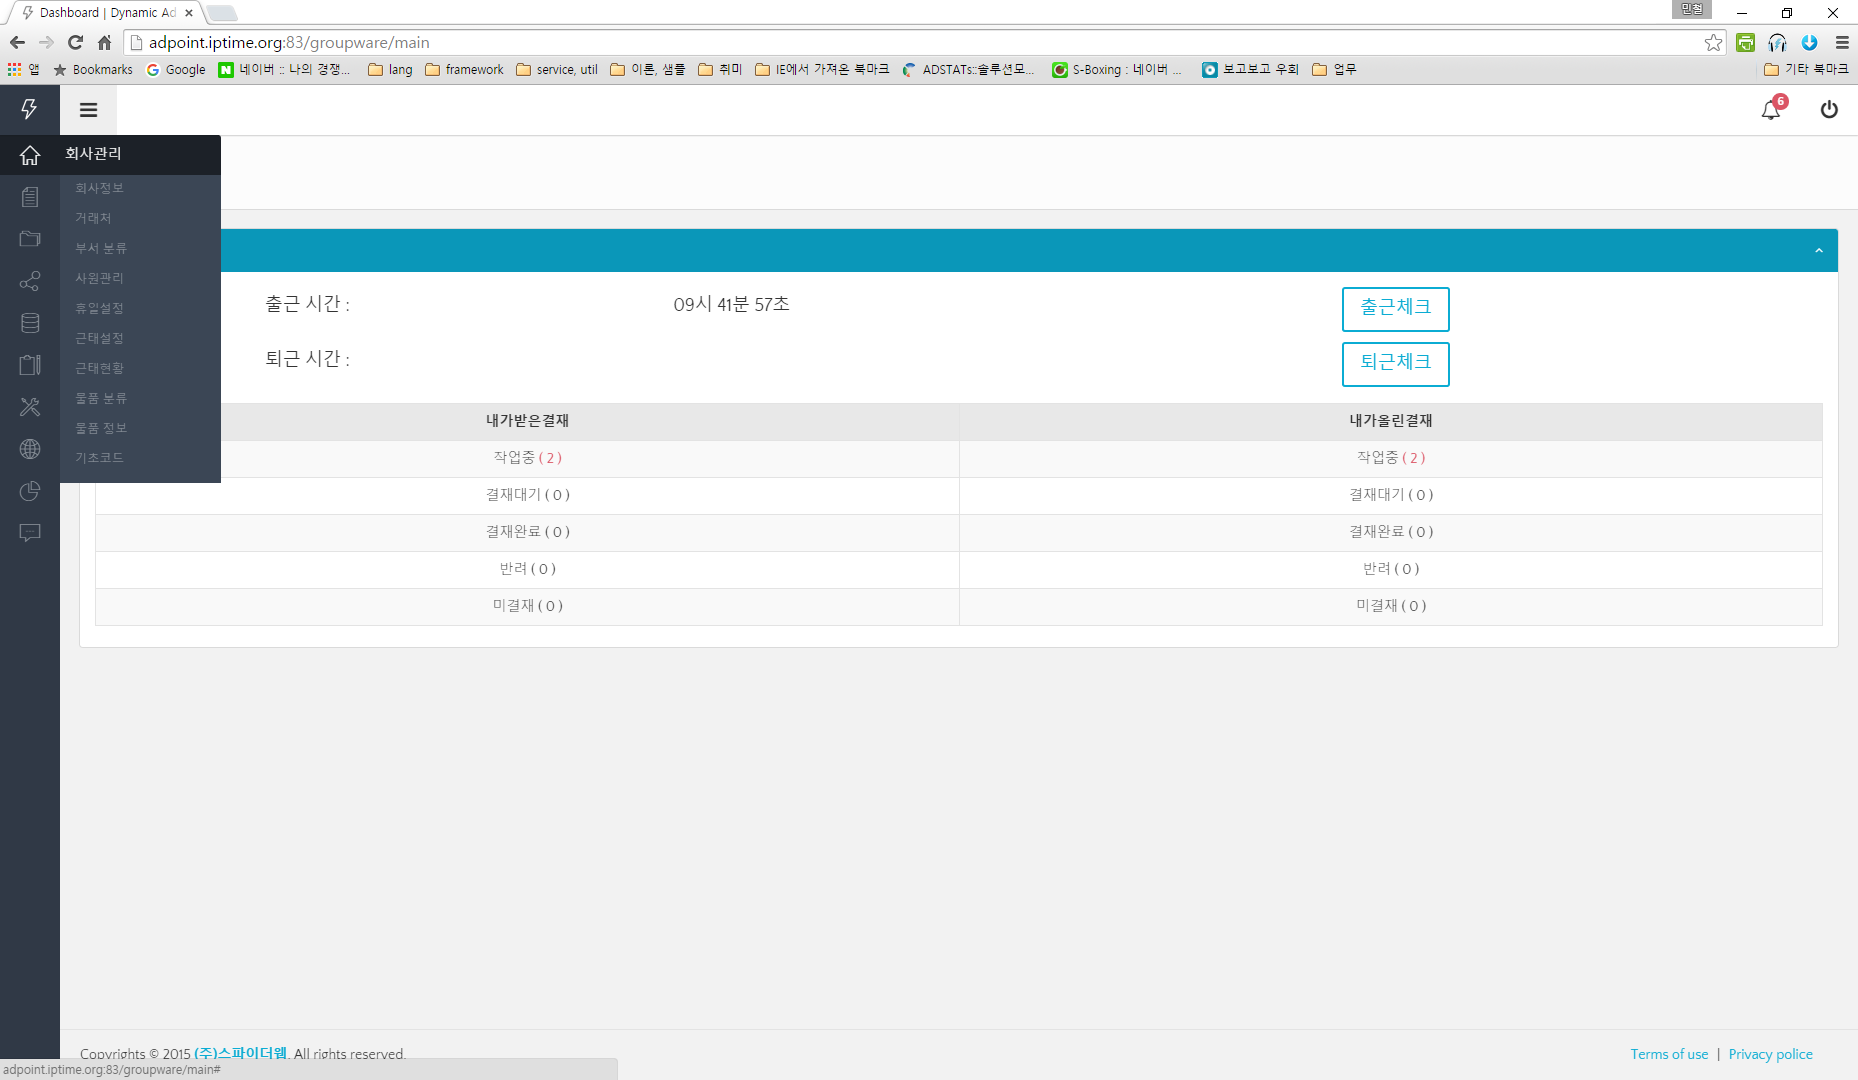 Dashboard | Dynamic Ad
민철
adpoint.iptime.org:83/groupware/main
앱 Bookmarks Google 네이버 :: 나의 경쟁... lang framework service, util 이론, 샘플 취미 IE에서 가져온 북마크 ADSTATs::솔루션모... S-Boxing : 네이버 ... 보고보고 우회 업무 기타 북마크
6
회사관리
회사정보
거래처
부서 분류
사원관리
휴일설정
근태설정
근태현황
물품 분류
물품 정보
기초코드
출근 시간 : 09시 41분 57초 출근체크
퇴근 시간 : 퇴근체크
내가받은결재 내가올린결재
작업중 ( 2 ) 작업중 ( 2 )
결재대기 ( 0 ) 결재대기 ( 0 )
결재완료 ( 0 ) 결재완료 ( 0 )
반려 ( 0 ) 반려 ( 0 )
미결재 ( 0 ) 미결재 ( 0 )
Copyrights © 2015 (주)스파이더웹. All rights reserved. Terms of use | Privacy police
adpoint.iptime.org:83/groupware/main#